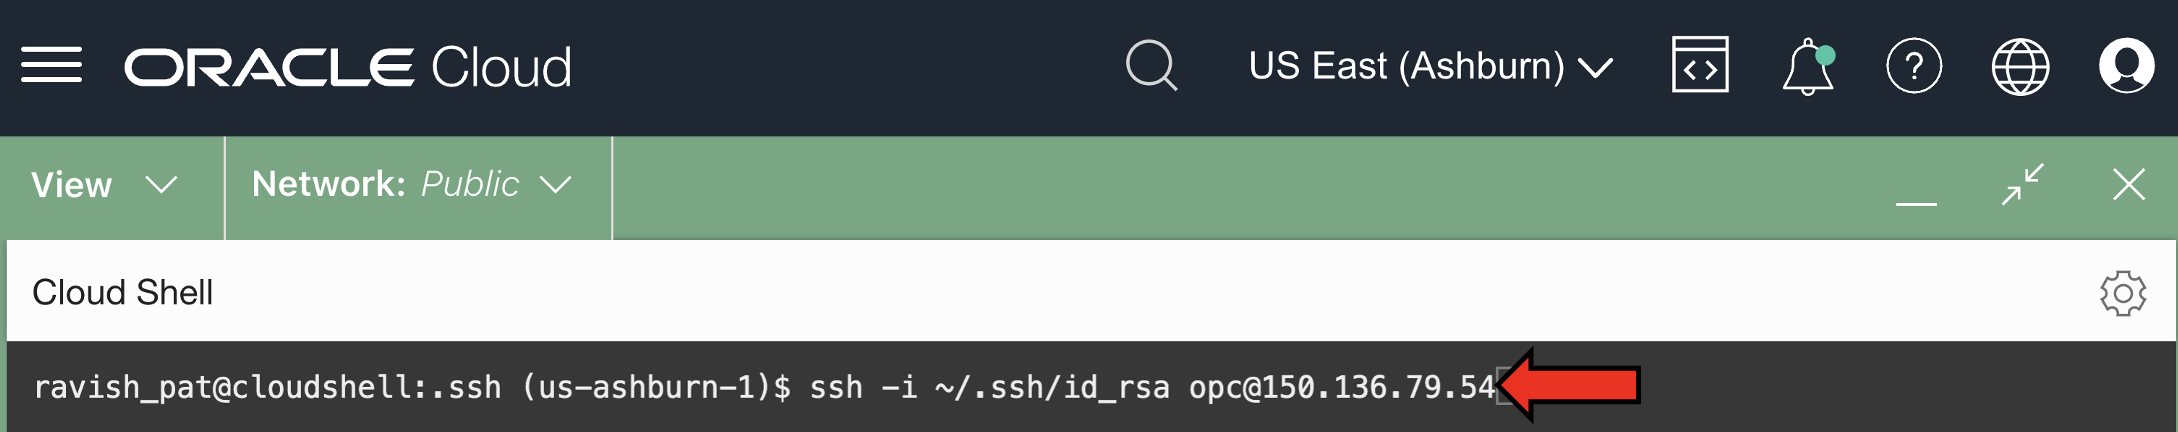 ORACLE Cloud US East (Ashburn)
View Network: Public
Cloud Shell
ravish_pat@cloudshell:.ssh (us-ashburn-1)$ ssh -i ~/.ssh/id_rsa opc@150.136.79.54